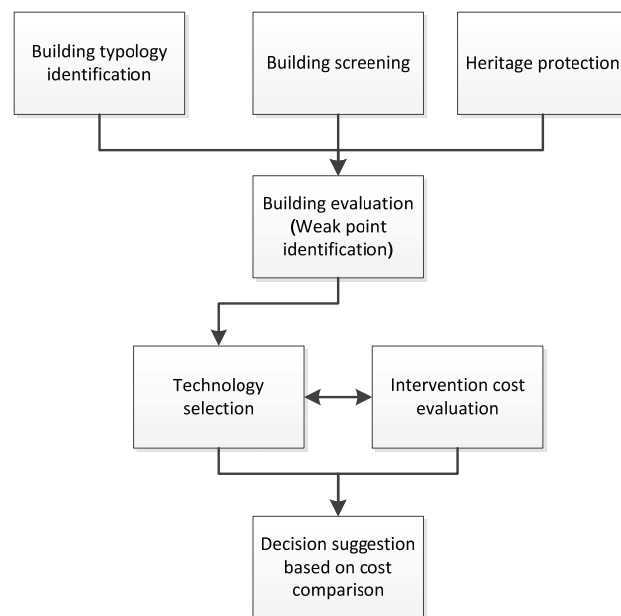 Building typology
identification
Building screening
Heritage protection
Building evaluation
(Weak point
identification)
Technology
selection
Intervention cost
evaluation
Decision suggestion
based on cost
comparison